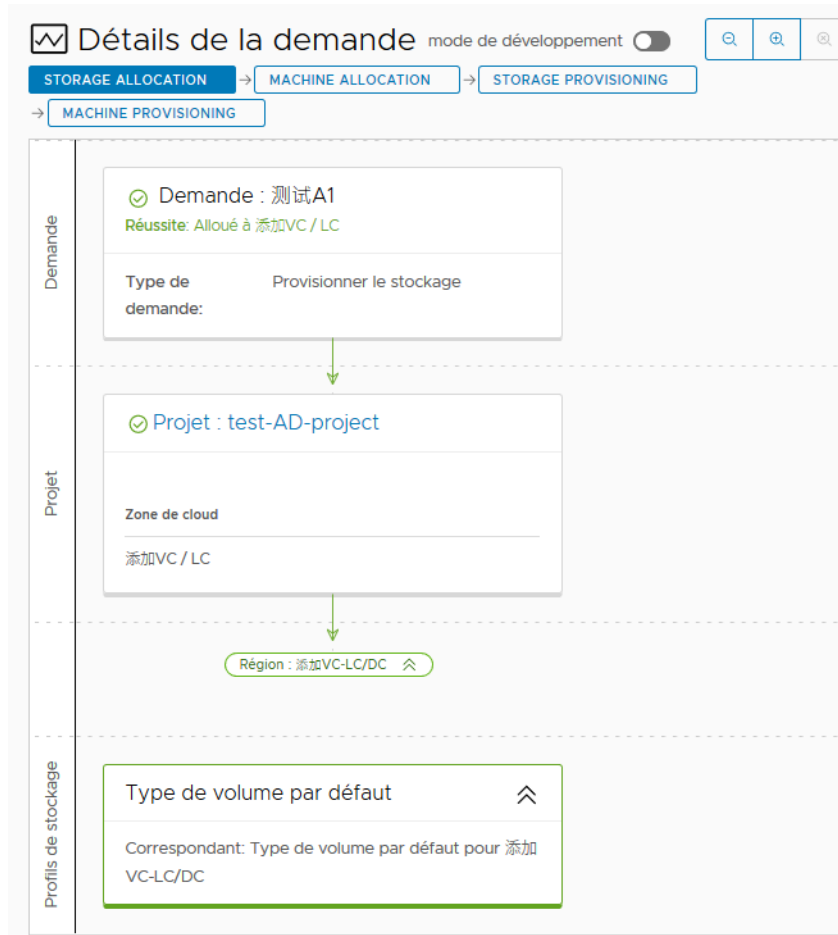 Détails de la demande mode de développement
STORAGE ALLOCATION → MACHINE ALLOCATION → STORAGE PROVISIONING
→ MACHINE PROVISIONING
Demande
Demande : 测试A1
Réussite: Alloué à 添加VC / LC
Type de demande: Provisionner le stockage
Projet
Projet : test-AD-project
Zone de cloud
添加VC / LC
Région : 添加VC-LC/DC
Profils de stockage
Type de volume par défaut
Correspondant: Type de volume par défaut pour 添加
VC-LC/DC